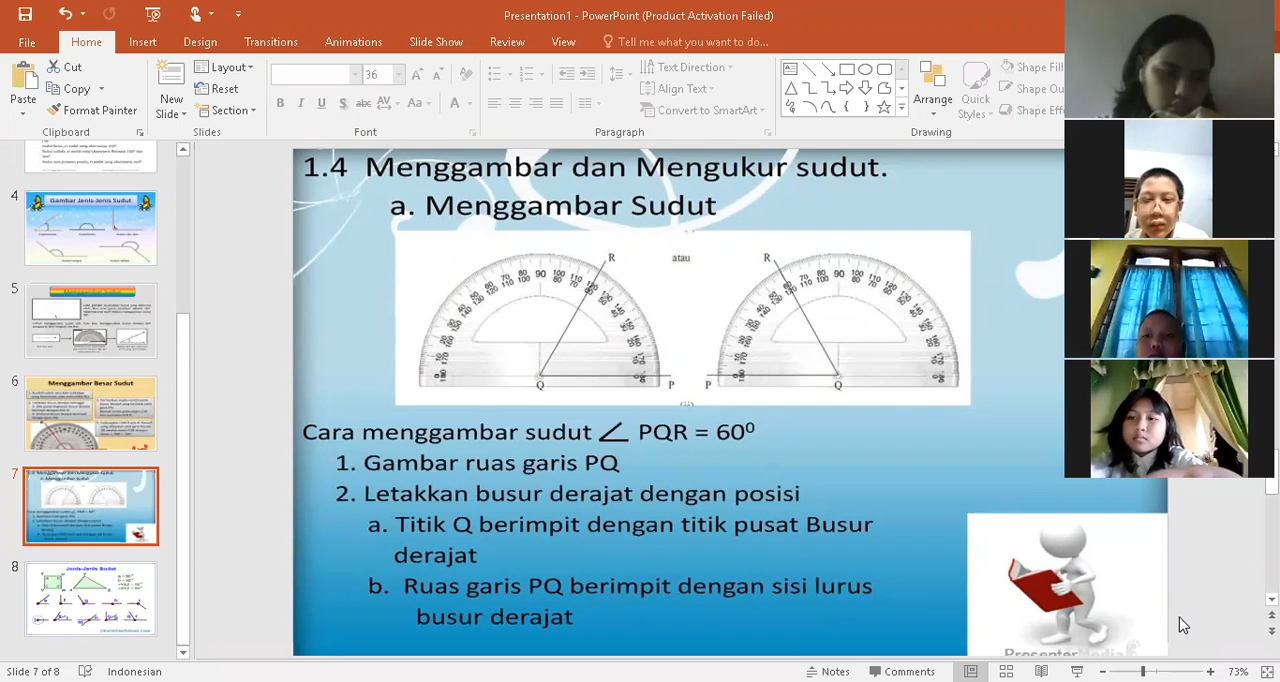 Presentation1 - PowerPoint (Product Activation Failed)
File Home Insert Design Transitions Animations Slide Show Review View Tell me what you want to do...
Paste
Cut
Copy
Format Painter
Clipboard
New Slide
Layout
Reset
Section
Slides
36
B I U S abc AV Aa A
Font
Text Direction
Align Text
Convert to SmartArt
Paragraph
Arrange
Quick Styles
Shape Fill
Shape Ou
Shape Effe
Drawing
4
Gambar Jenis-Jenis Sudut
5
6
Menggambar Besar Sudut
7
8
Jenis-Jenis Sudut
1.4 Menggambar dan Mengukur sudut.
a. Menggambar Sudut
R atau R
Q P P Q
Cara menggambar sudut ∠ PQR = 60⁰
1. Gambar ruas garis PQ
2. Letakkan busur derajat dengan posisi
a. Titik Q berimpit dengan titik pusat Busur
derajat
b. Ruas garis PQ berimpit dengan sisi lurus
busur derajat
PresenterMedia
Slide 7 of 8 Indonesian Notes Comments 73%